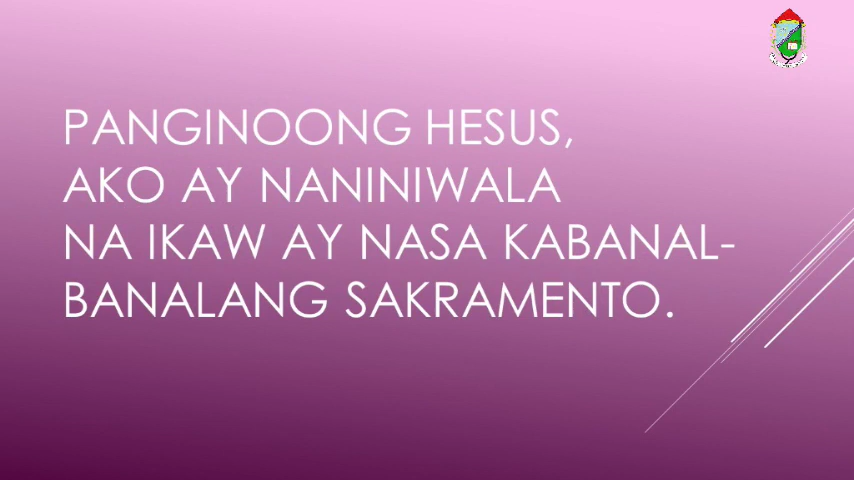 PANGINOONG HESUS,
AKO AY NANINIWALA
NA IKAW AY NASA KABANAL-
BANALANG SAKRAMENTO.